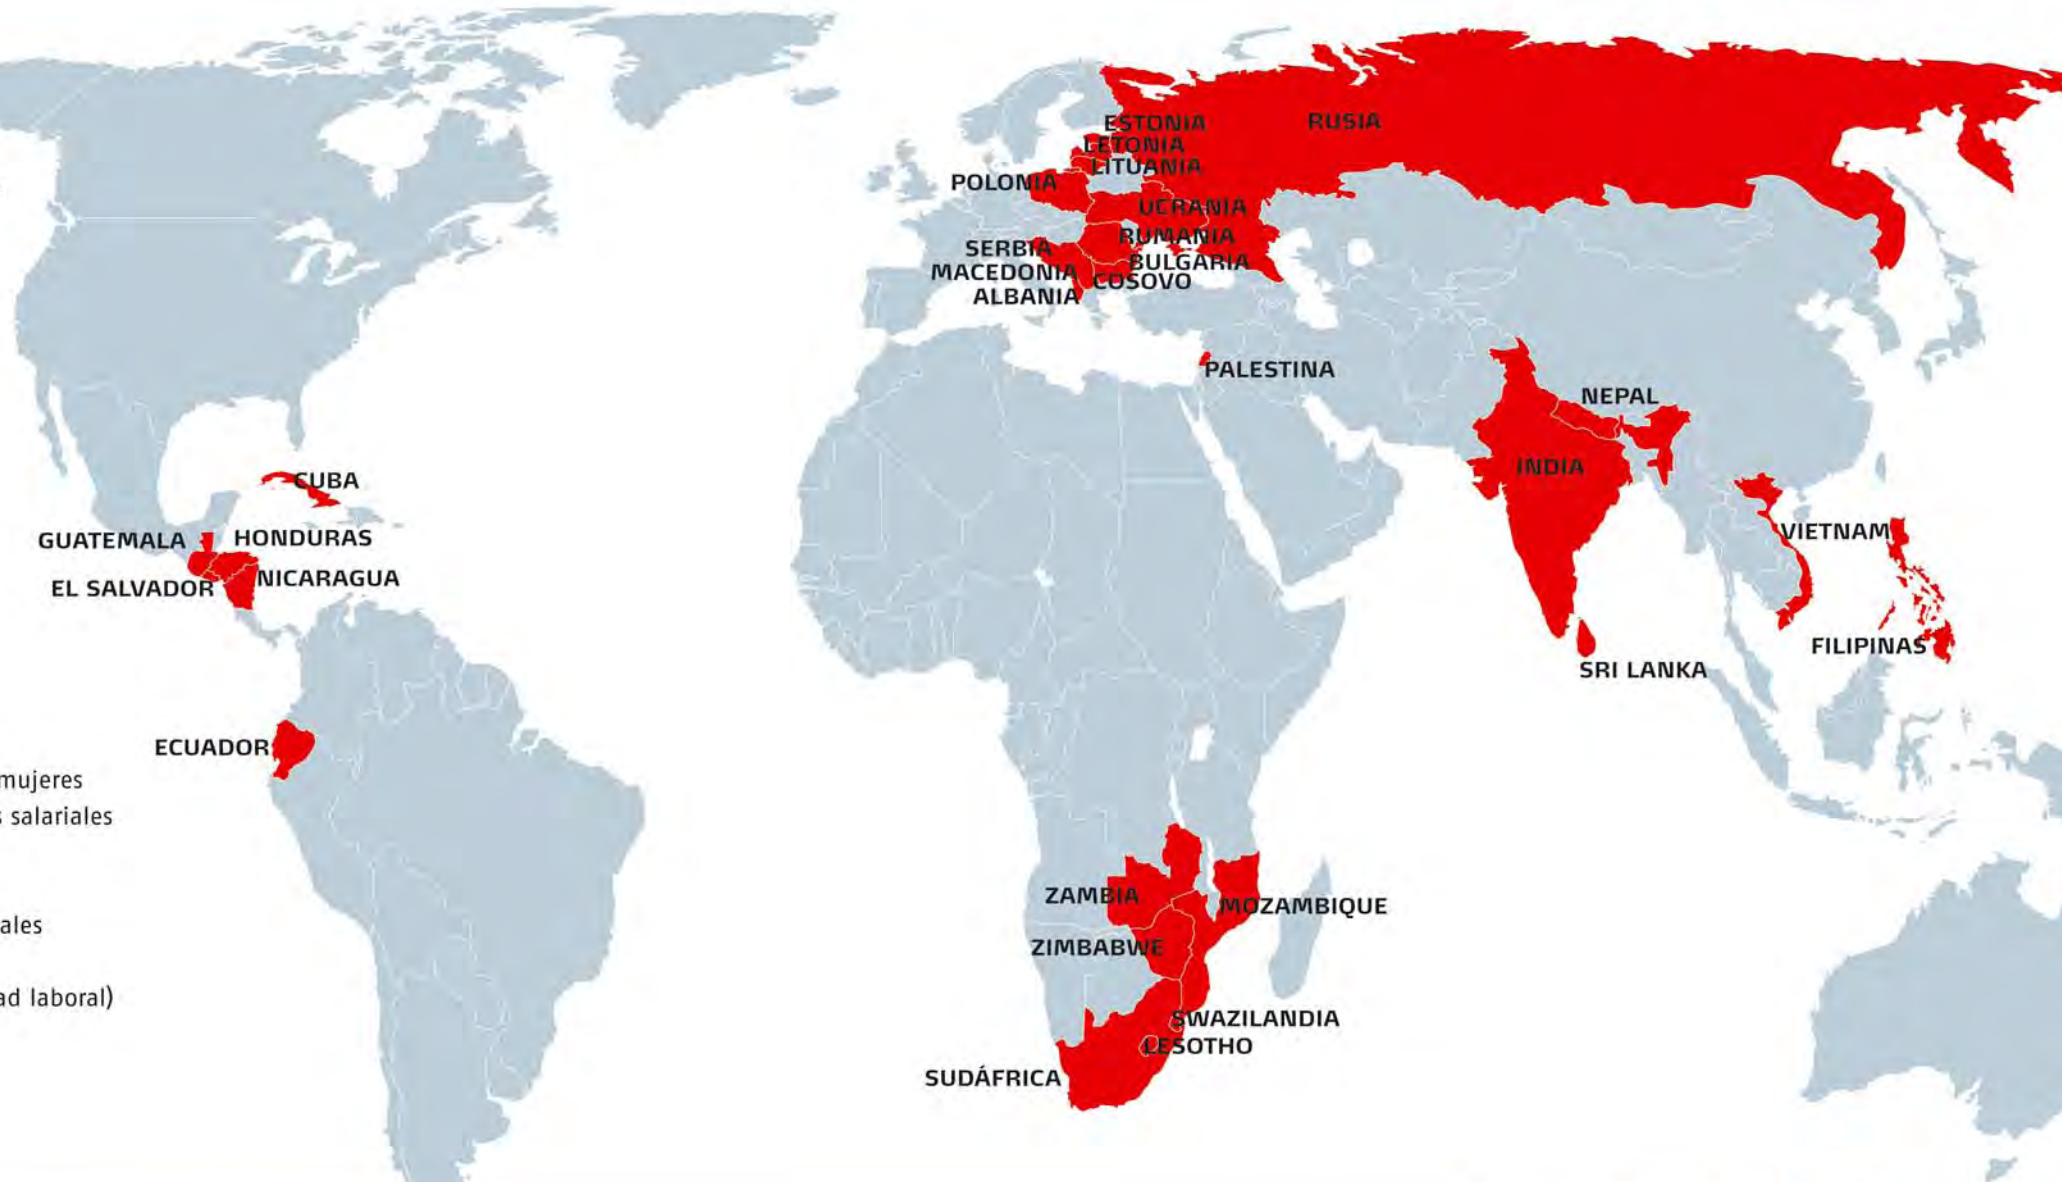 ESTONIA
RUSIA
LETONIA
LITUANIA
POLONIA
UCRANIA
RUMANIA
SERBIA
BULGARIA
MACEDONIA
COSOVO
ALBANIA
PALESTINA
NEPAL
INDIA
CUBA
GUATEMALA
HONDURAS
VIETNAM
NICARAGUA
EL SALVADOR
FILIPINAS
SRI LANKA
ECUADOR
mujeres
s salariales
ZAMBIA
MOZAMBIQUE
ales
ZIMBABWE
ad laboral)
SWAZILANDIA
LESOTHO
SUDÁFRICA